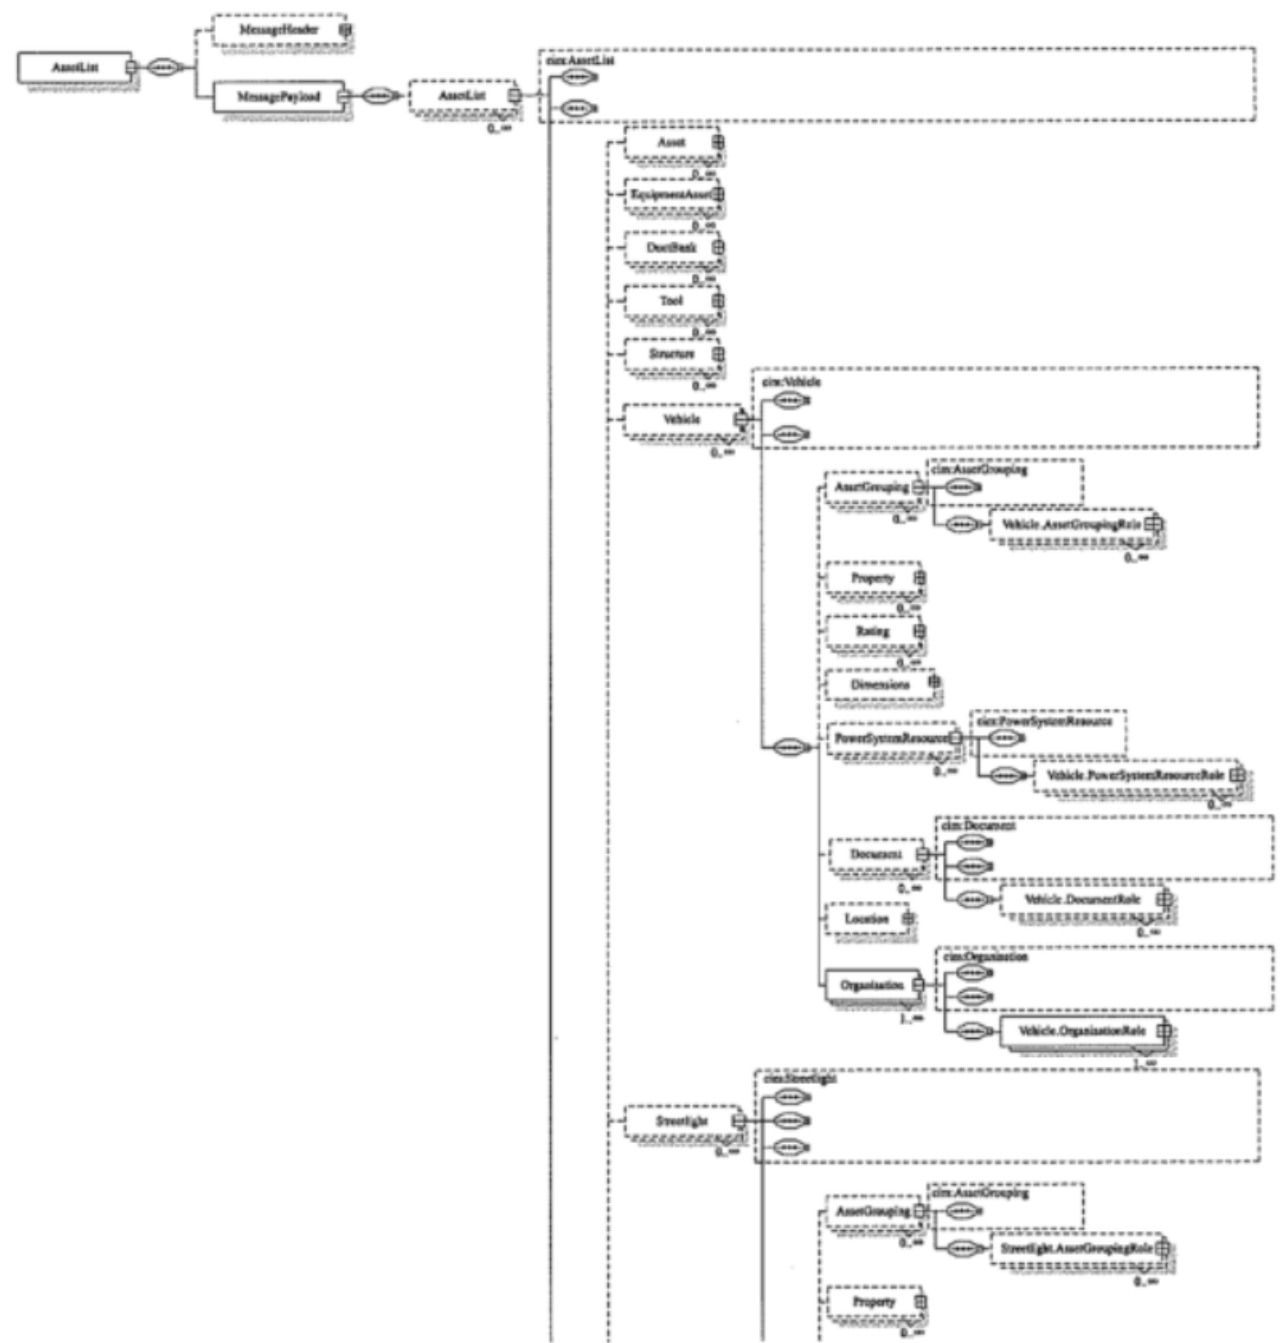 MessageHeader
AssetList
MessagePayload
AssetList
0..∞
cim:AssetList
Asset
0..∞
EquipmentAsset
0..∞
DuctBank
0..∞
Tool
0..∞
Structure
0..∞
Vehicle
0..∞
cim:Vehicle
AssetGrouping
0..∞
cim:AssetGrouping
Vehicle.AssetGroupingRole
0..∞
Property
0..∞
Rating
0..∞
Dimensions
PowerSystemResource
0..∞
cim:PowerSystemResource
Vehicle.PowerSystemResourceRole
0..∞
Document
0..∞
cim:Document
Vehicle.DocumentRole
0..∞
Location
Organisation
1..∞
cim:Organisation
Vehicle.OrganisationRole
1..∞
Streetlight
0..∞
cim:Streetlight
AssetGrouping
0..∞
cim:AssetGrouping
Streetlight.AssetGroupingRole
0..∞
Property
0..∞